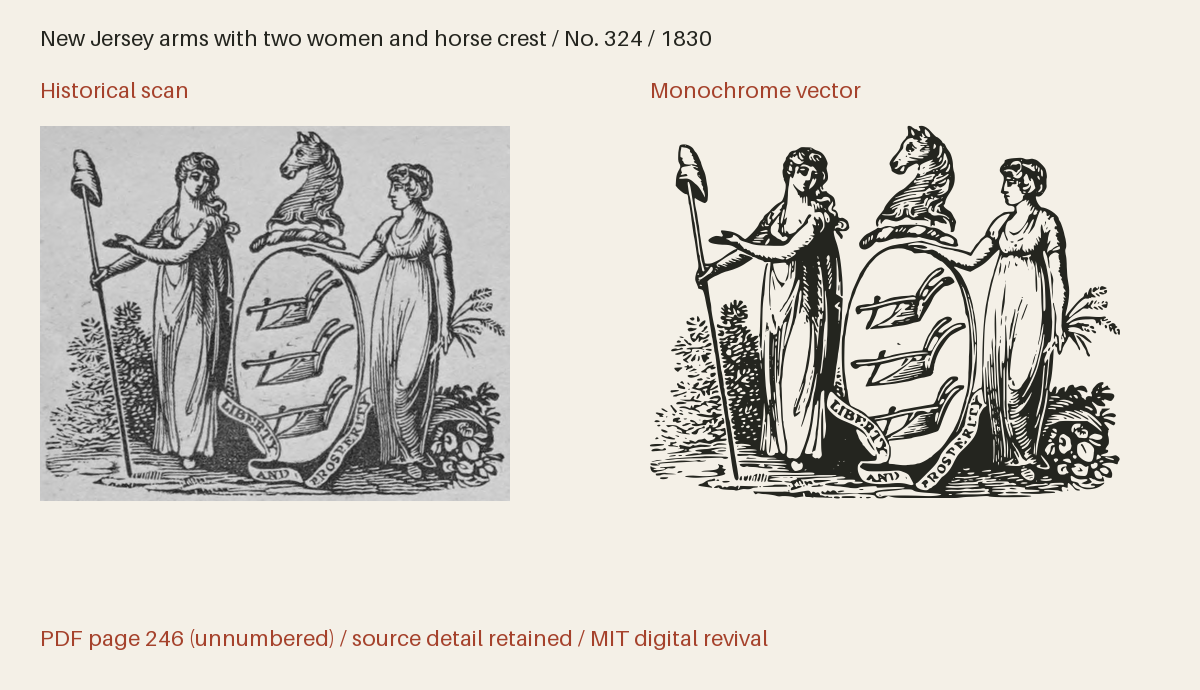 New Jersey arms with two women and horse crest / No. 324 / 1830
Historical scan
Monochrome vector
LIBERTY
AND
PROSPERITY
LIBERTY
AND
PROSPERITY
PDF page 246 (unnumbered) / source detail retained / MIT digital revival